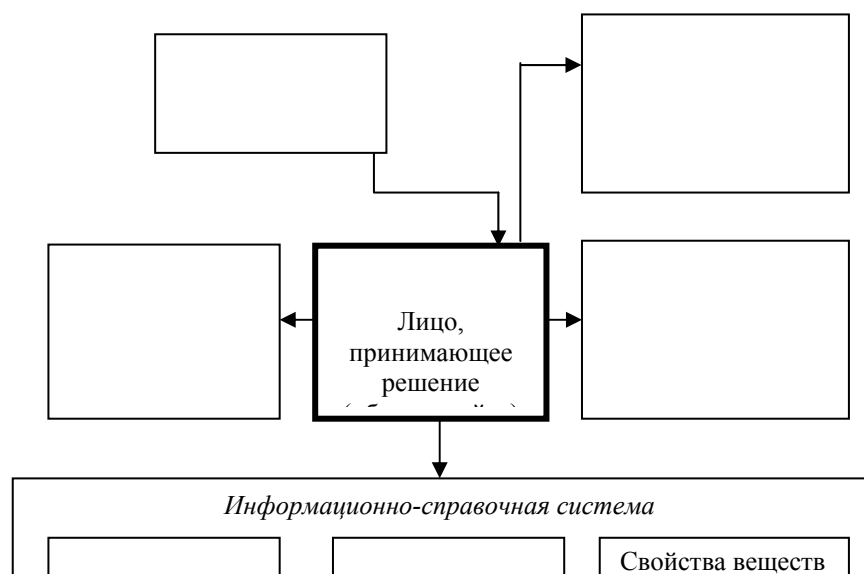 Лицо,
принимающее
решение
Информационно-справочная система
Свойства веществ